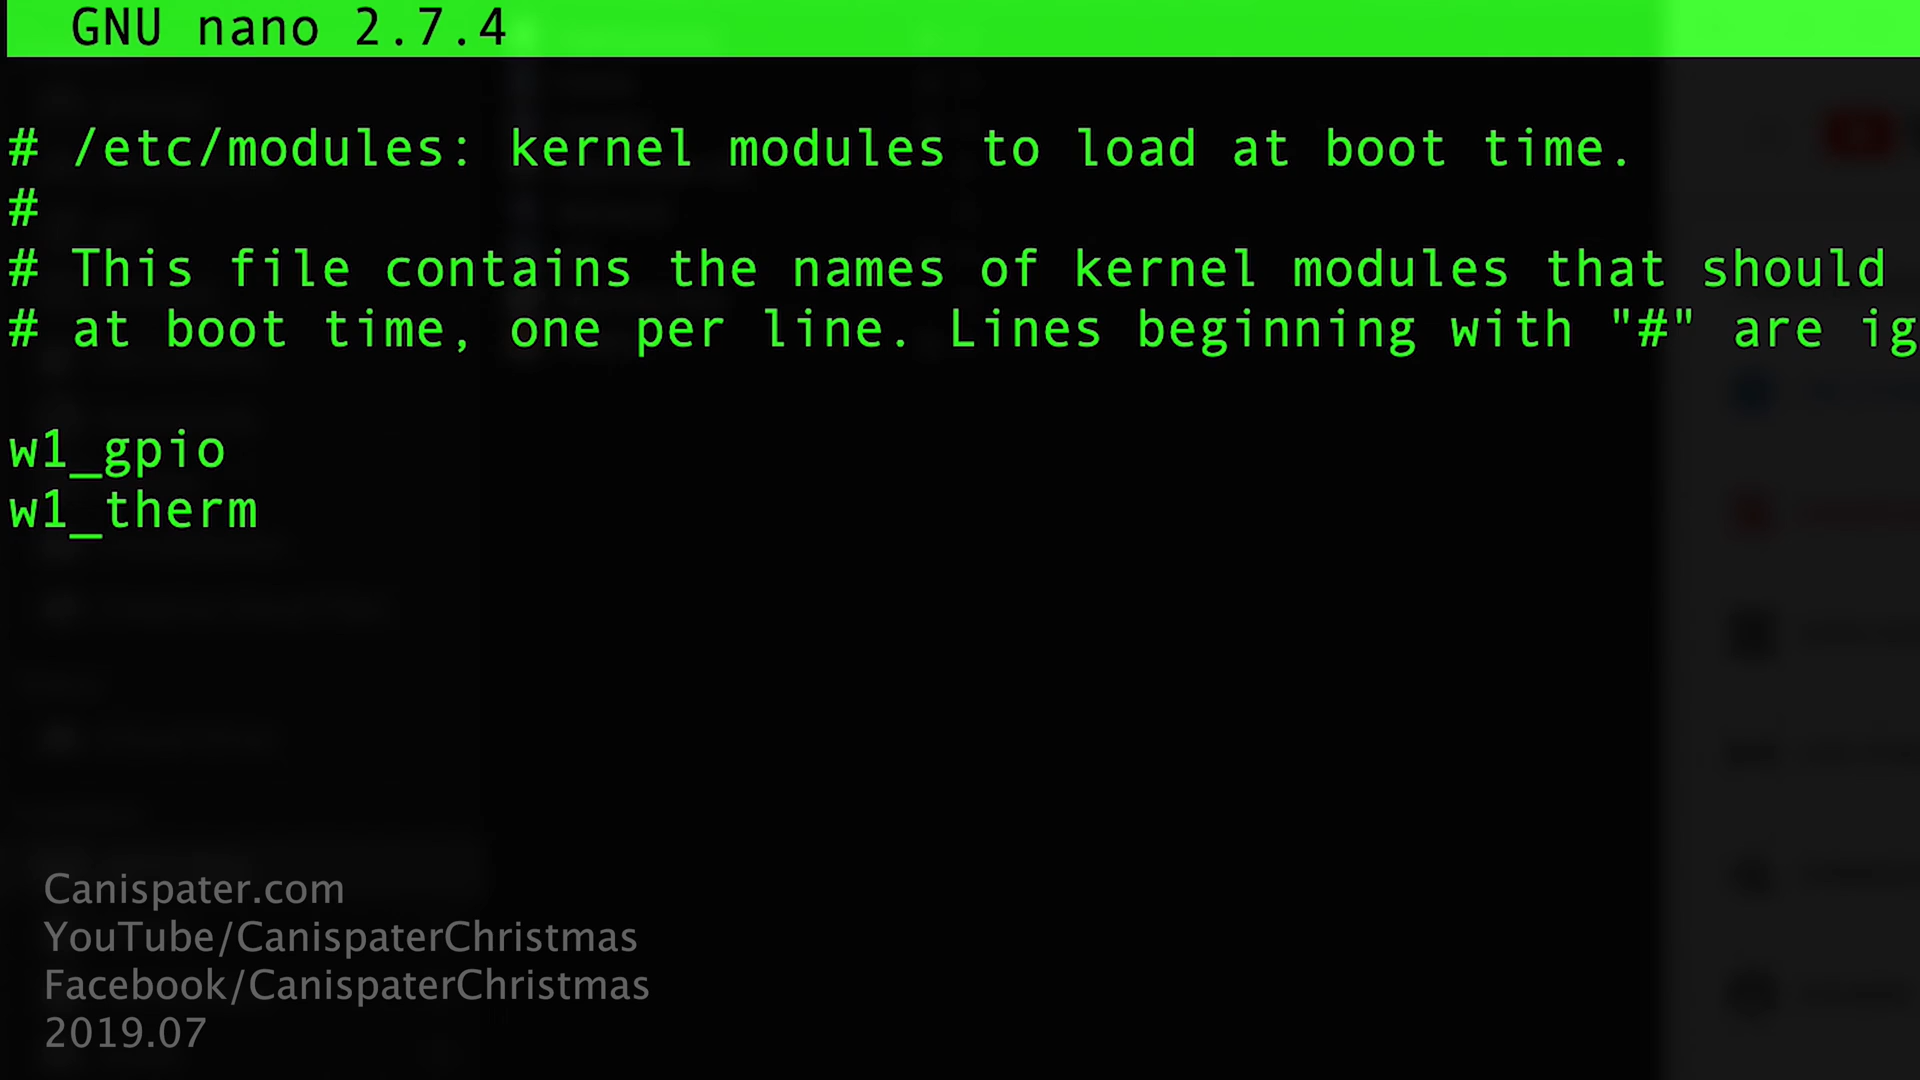 GNU nano 2.7.4
# /etc/modules: kernel modules to load at boot time.
#
# This file contains the names of kernel modules that should
# at boot time, one per line. Lines beginning with "#" are ig
w1_gpio
w1_therm
Canispater.com
YouTube/CanispaterChristmas
Facebook/CanispaterChristmas
2019.07